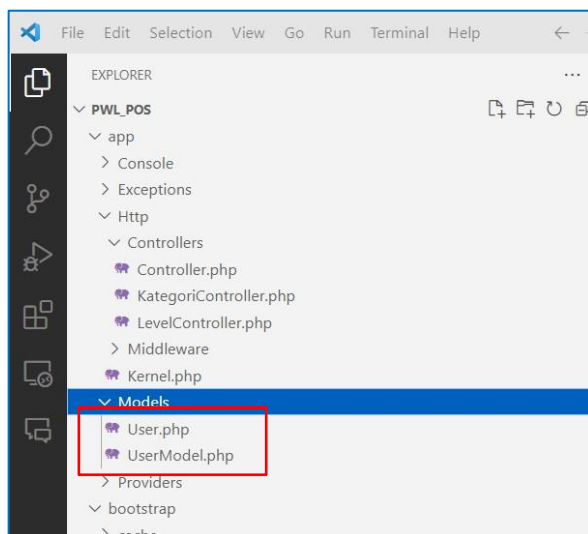 File Edit Selection View Go Run Terminal Help
EXPLORER
PWL_POS
app
Console
Exceptions
Http
Controllers
Controller.php
KategoriController.php
LevelController.php
Middleware
Kernel.php
Models
User.php
UserModel.php
Providers
bootstrap
cache